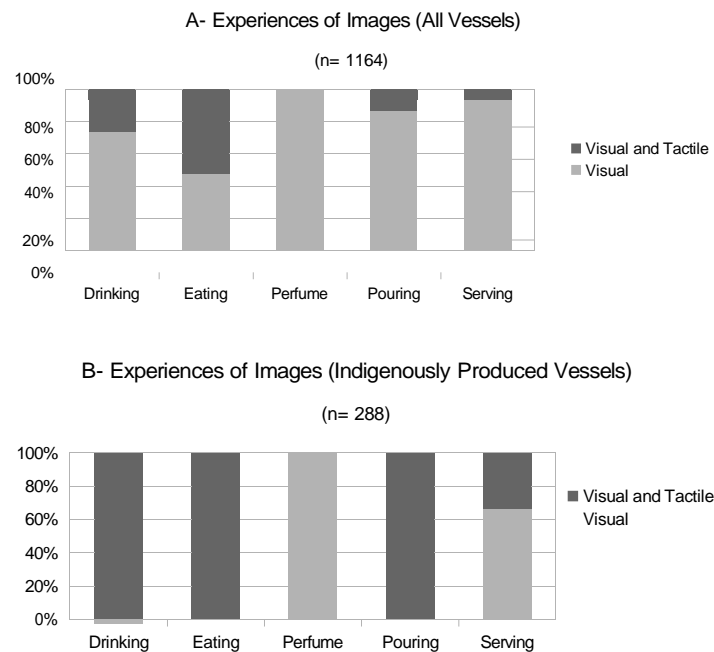 A- Experiences of Images (All Vessels)
(n= 1164)
100%
80%
60%
40%
20%
0%
Drinking Eating Perfume Pouring Serving
Visual and Tactile
Visual
B- Experiences of Images (Indigenously Produced Vessels)
(n= 288)
100%
80%
60%
40%
20%
0%
Drinking Eating Perfume Pouring Serving
Visual and Tactile
Visual